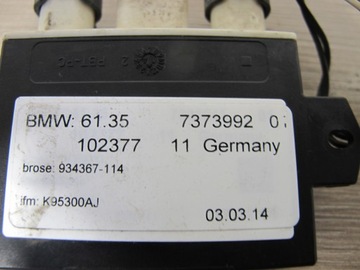 BMW: 61.35 7373992
102377 11 Germany
brose: 934367-114
ifm: K95300AJ
03.03.14